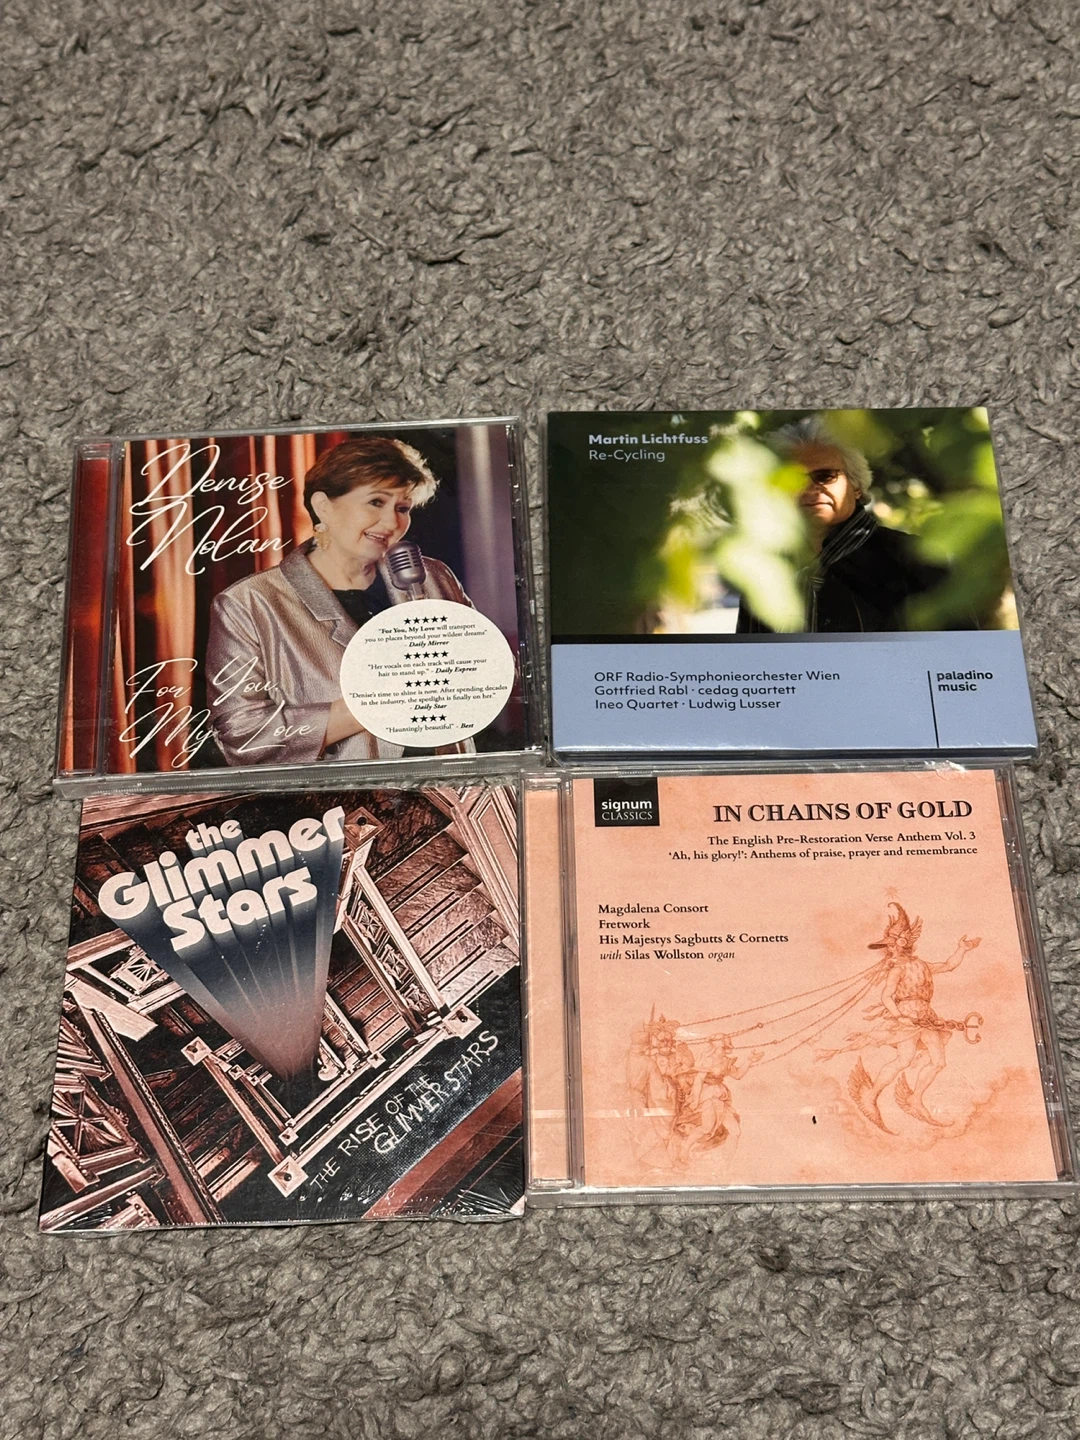 Denise
Nolan
For You,
My Love
★★★★★
"For You, My Love will transport
you to places beyond your wildest dreams"
Daily Mirror
★★★★★
"Her vocals on each track will cause your
hair to stand up." - Daily Express
★★★★★
"Denise's time to shine is now. After spending decades
in the industry, the spotlight is finally on her."
- Daily Star
★★★★
"Hauntingly beautiful" - Best
Martin Lichtfuss
Re-Cycling
ORF Radio-Symphonieorchester Wien
Gottfried Rabl · cedag quartett
Ineo Quartet · Ludwig Lusser
paladino
music
the
Glimmer
Stars
THE RISE OF THE
GLIMMER STARS
signum
CLASSICS
IN CHAINS OF GOLD
The English Pre-Restoration Verse Anthem Vol. 3
'Ah, his glory!': Anthems of praise, prayer and remembrance
Magdalena Consort
Fretwork
His Majestys Sagbutts & Cornetts
with Silas Wollston organ